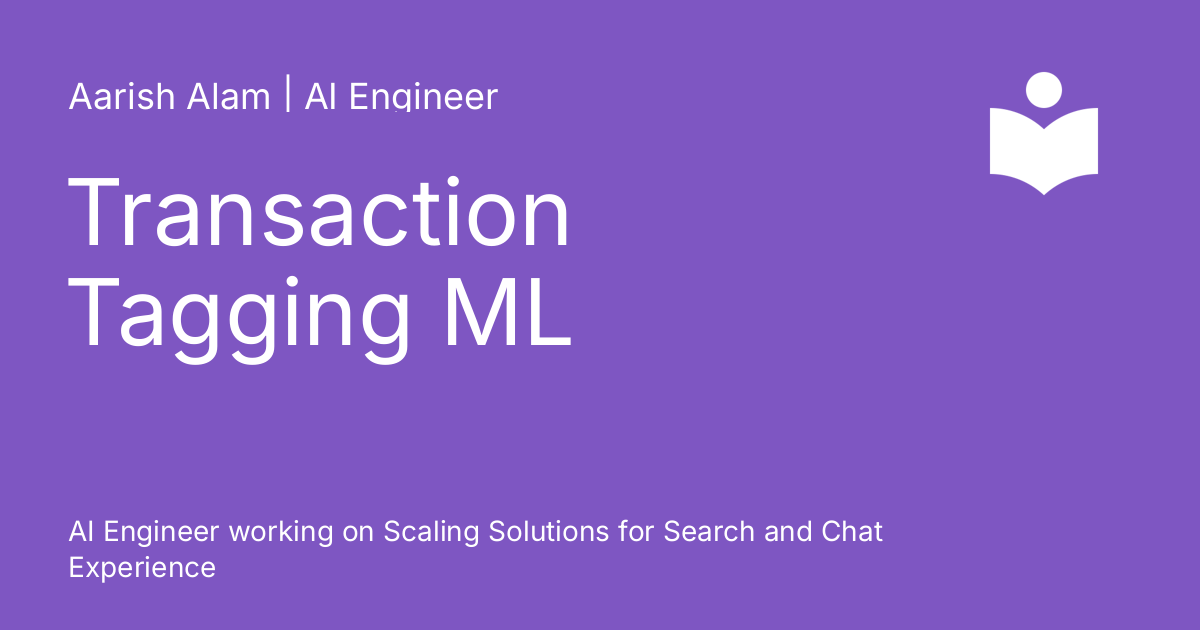 Aarish Alam | AI Engineer
Transaction
Tagging ML
AI Engineer working on Scaling Solutions for Search and Chat
Experience